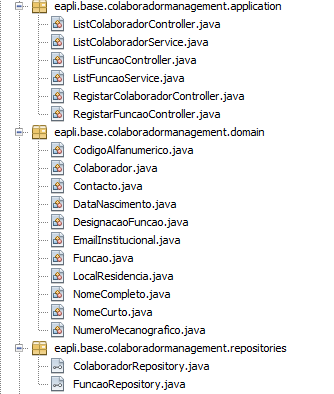 eapli.base.colaboradormanagement.application
ListColaboradorController.java
ListColaboradorService.java
ListFuncaoController.java
ListFuncaoService.java
RegistarColaboradorController.java
RegistarFuncaoController.java
eapli.base.colaboradormanagement.domain
CodigoAlfanumerico.java
Colaborador.java
Contacto.java
DataNascimento.java
DesignacaoFuncao.java
EmailInstitucional.java
Funcao.java
LocalResidencia.java
NomeCompleto.java
NomeCurto.java
NumeroMecanografico.java
eapli.base.colaboradormanagement.repositories
ColaboradorRepository.java
FuncaoRepository.java